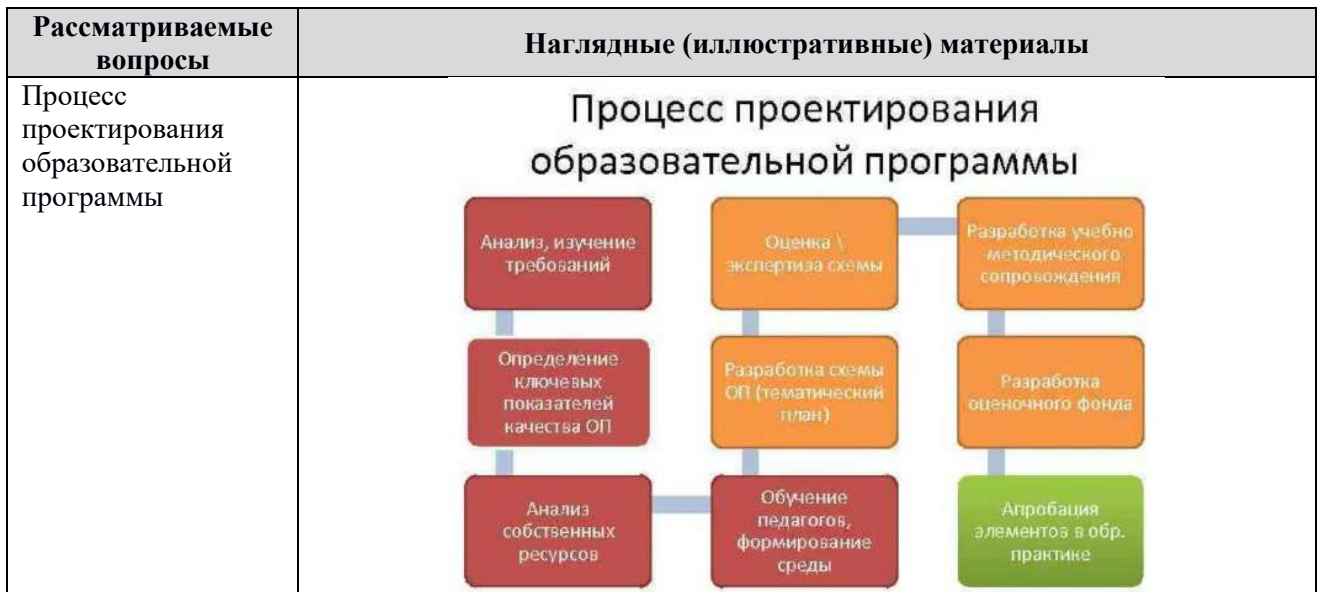 Рассматриваемые
вопросы
Наглядные (иллюстративные) материалы
Процесс
проектирования
образовательной
программы
Процесс проектирования
образовательной программы
Анализ, изучение
требований
Определение
ключевых
показателей
качества ОП
Анализ
собственных
ресурсов
Обучение
педагогов,
формирование
среды
Разработка схемы
ОП (тематический
план)
Оценка \
экспертиза схемы
Разработка учебно
-методического
сопровождения
Разработка
оценочного фонда
Апробация
элементов в обр.
практике